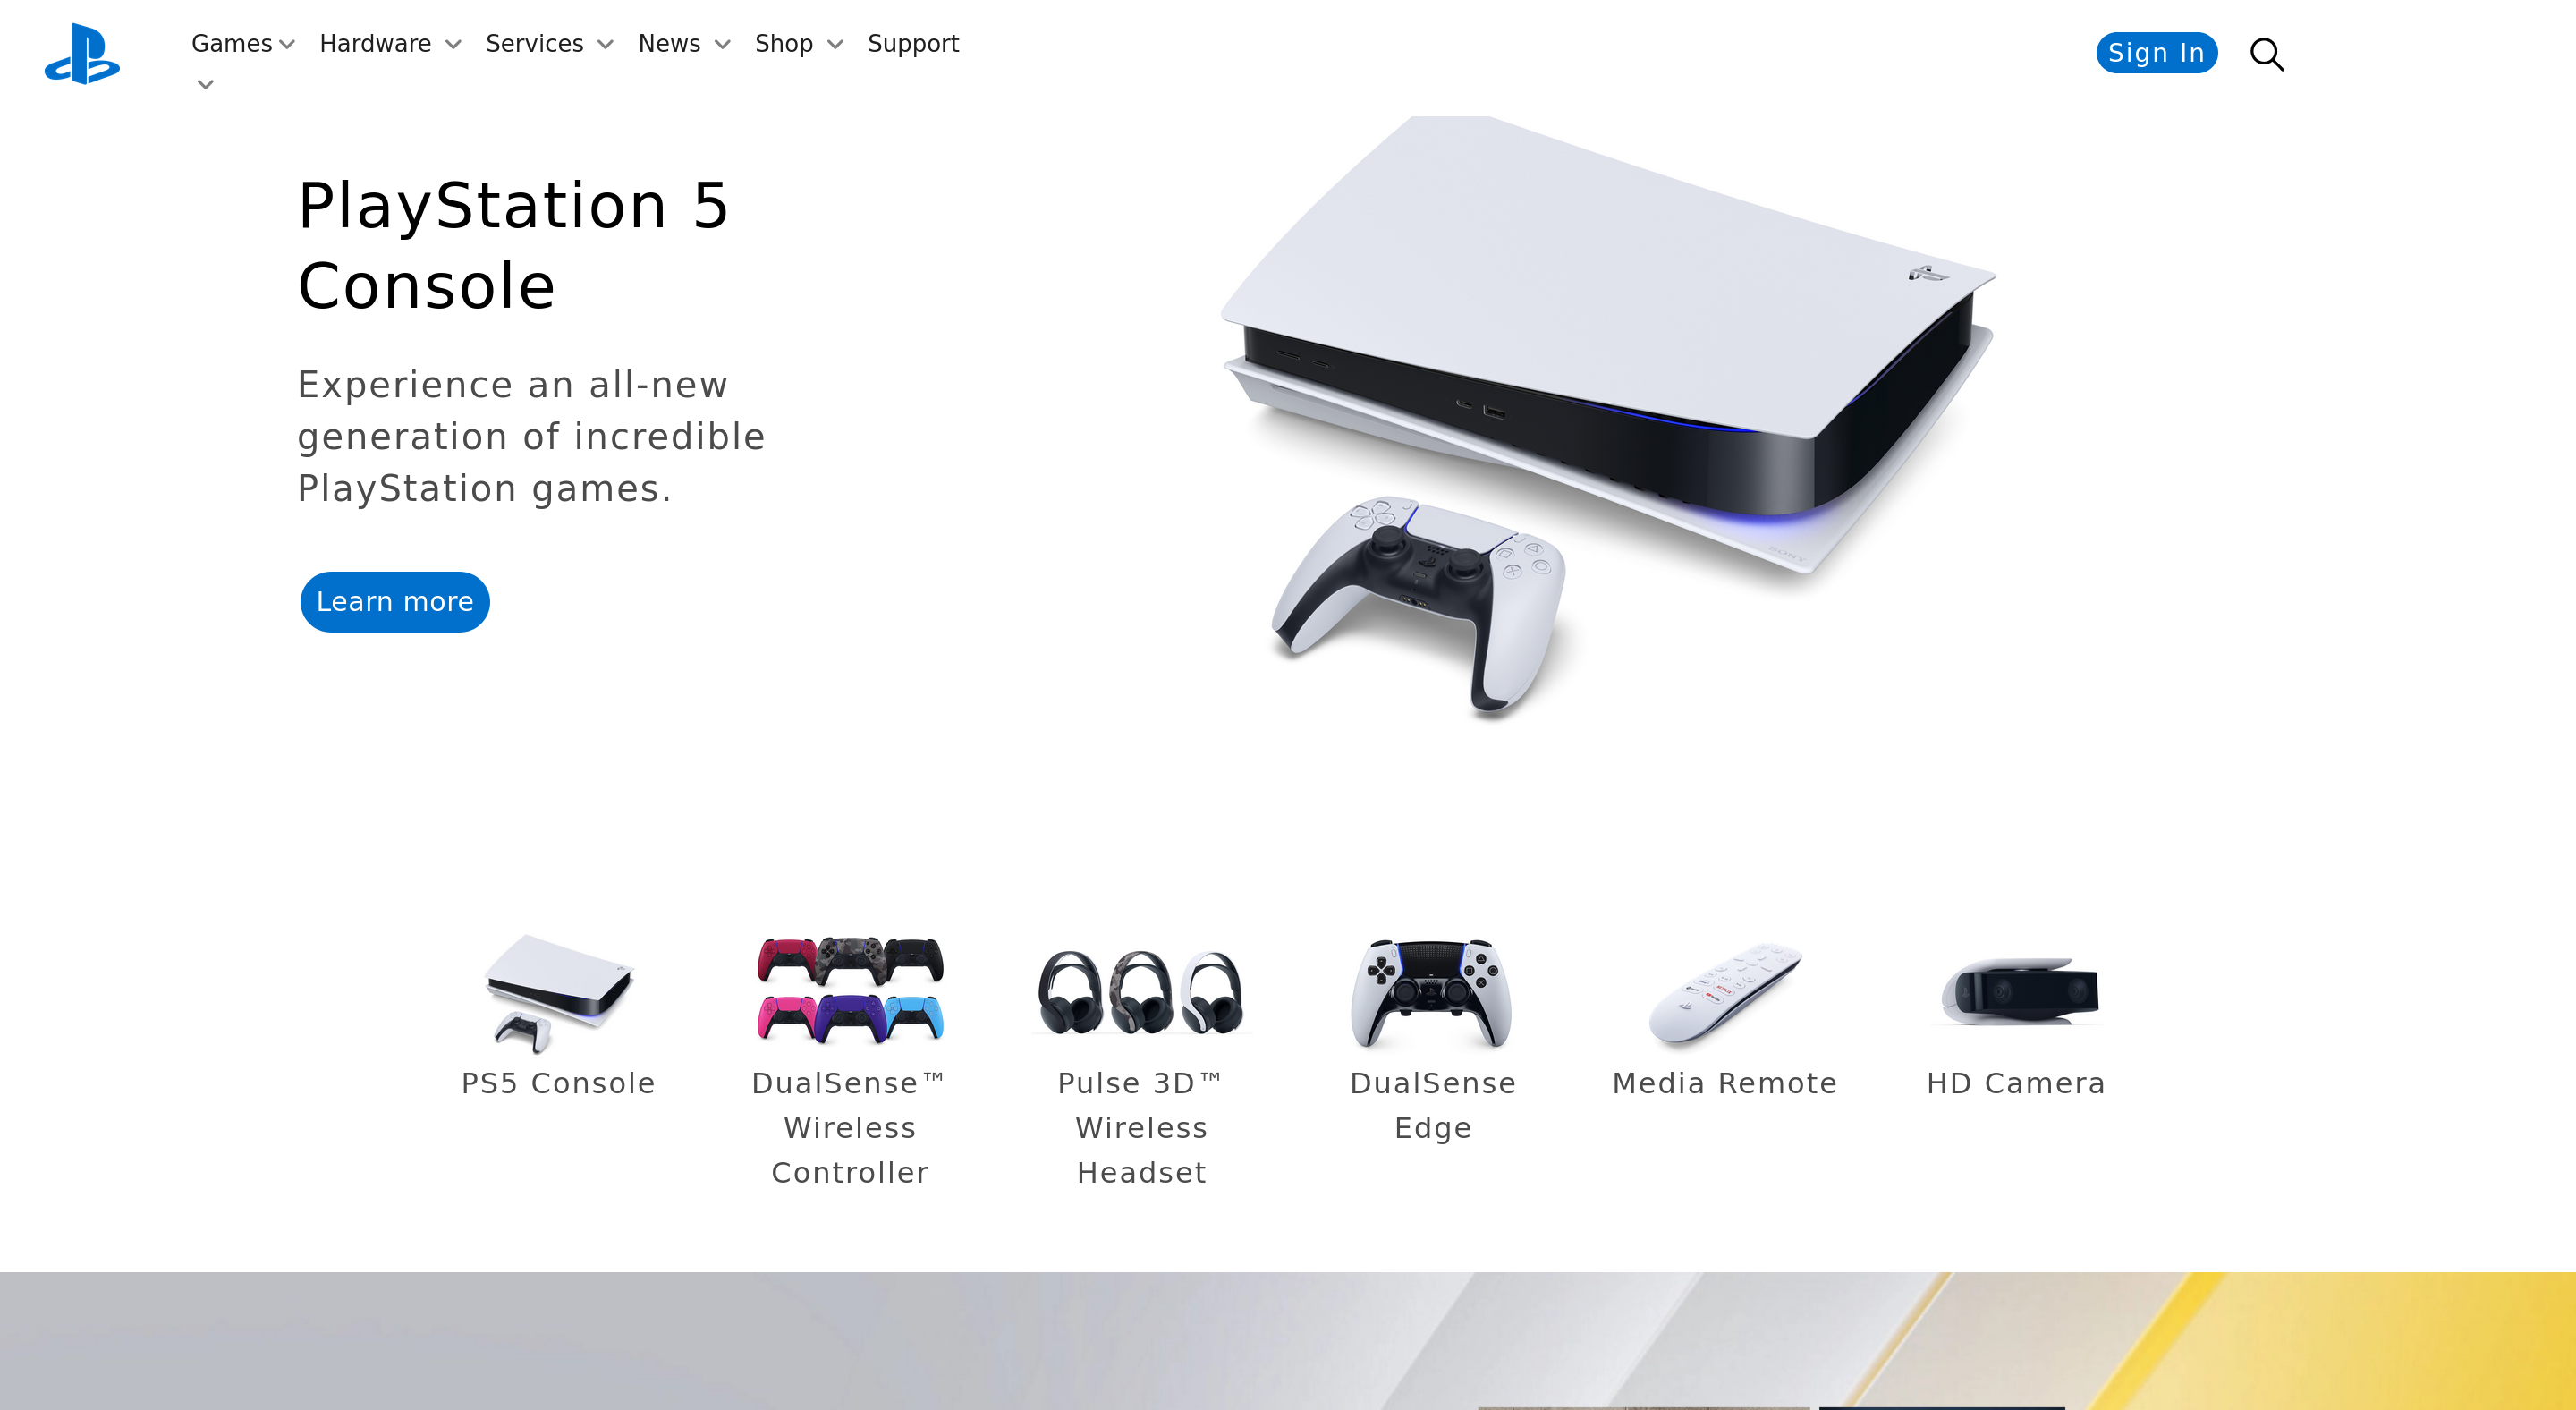 Games Hardware Services News Shop Support
Sign In
PlayStation 5
Console
Experience an all-new
generation of incredible
PlayStation games.
Learn more
SONY
PS5 Console
DualSense™
Wireless
Controller
Pulse 3D™
Wireless
Headset
DualSense
Edge
Media Remote
HD Camera